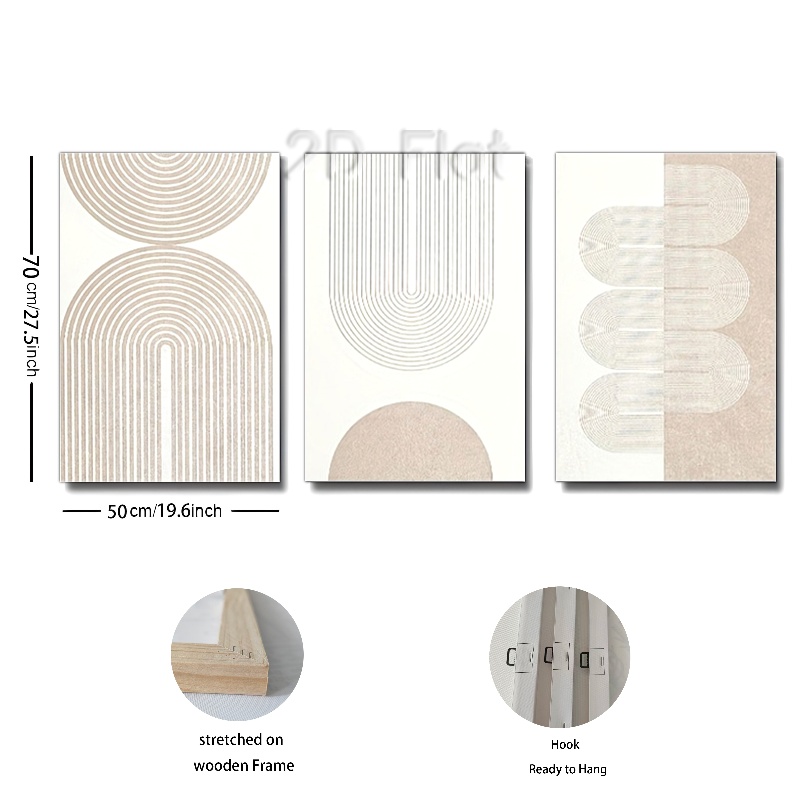 2D Flat
70 cm/27.5inch
50cm/19.6inch
stretched on
wooden Frame
Hook
Ready to Hang